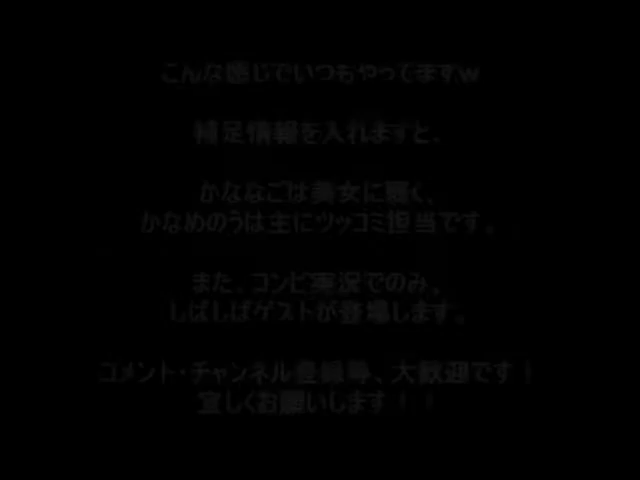 こんな感じでいつもやってますw
補足情報を入れますと、
かななごは美女に弱く、
かなめのうは主にツッコミ担当です。
また、コンビ実況でのみ、
しばしばゲストが登場します。
コメント・チャンネル登録等、大歓迎です！
宜しくお願いします！！